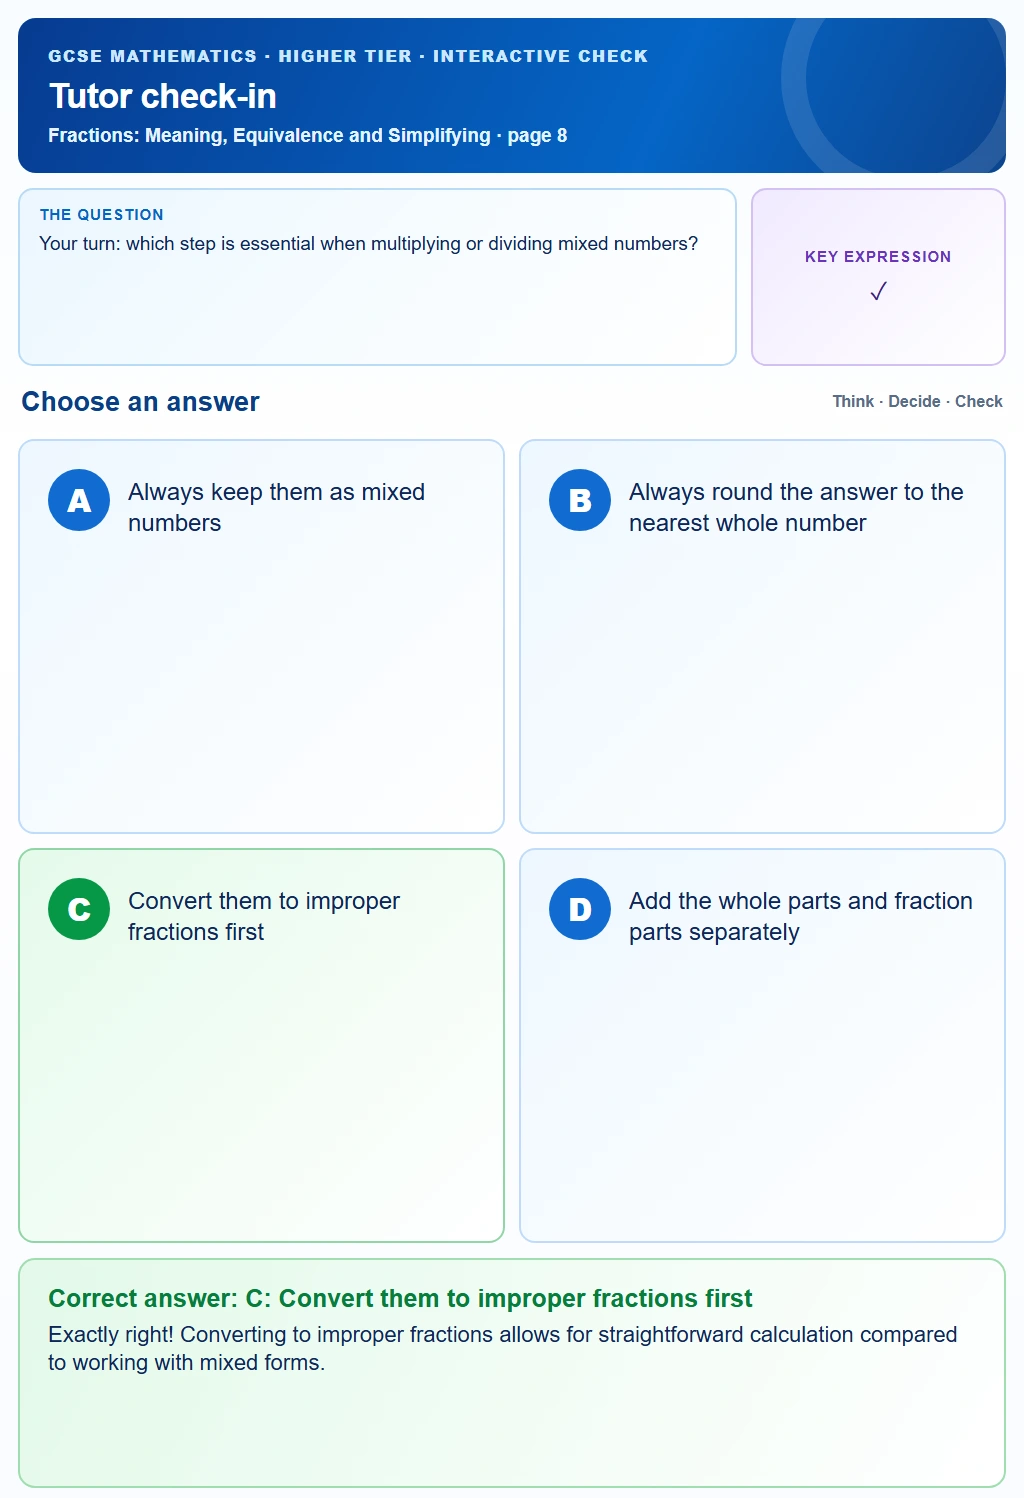 GCSE MATHEMATICS · HIGHER TIER · INTERACTIVE CHECK
Tutor check-in
Fractions: Meaning, Equivalence and Simplifying · page 8
THE QUESTION
Your turn: which step is essential when multiplying or dividing mixed numbers?
KEY EXPRESSION
✓
Choose an answer
Think · Decide · Check
A
Always keep them as mixed
numbers
B
Always round the answer to the
nearest whole number
C
Convert them to improper
fractions first
D
Add the whole parts and fraction
parts separately
Correct answer: C: Convert them to improper fractions first
Exactly right! Converting to improper fractions allows for straightforward calculation compared
to working with mixed forms.